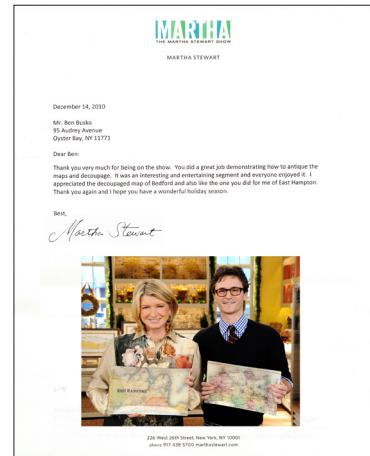 MARTHA
THE MARTHA STEWART SHOW
MARTHA STEWART
December 14, 2010
Mr. Ben Busko
95 Audrey Avenue
Oyster Bay, NY 11771
Dear Ben:
Thank you very much for being on the show. You did a great job demonstrating how to antique the
maps and decoupage. It was an interesting and entertaining segment and everyone enjoyed it. I
appreciated the decoupaged map of Bedford and also like the one you did for me of East Hampton.
Thank you again and I hope you have a wonderful holiday season.
Best,
Martha Stewart
EAST HAMPTON
226 West 26th Street, New York, NY 10001
phone 917 438 5700 marthastewart.com